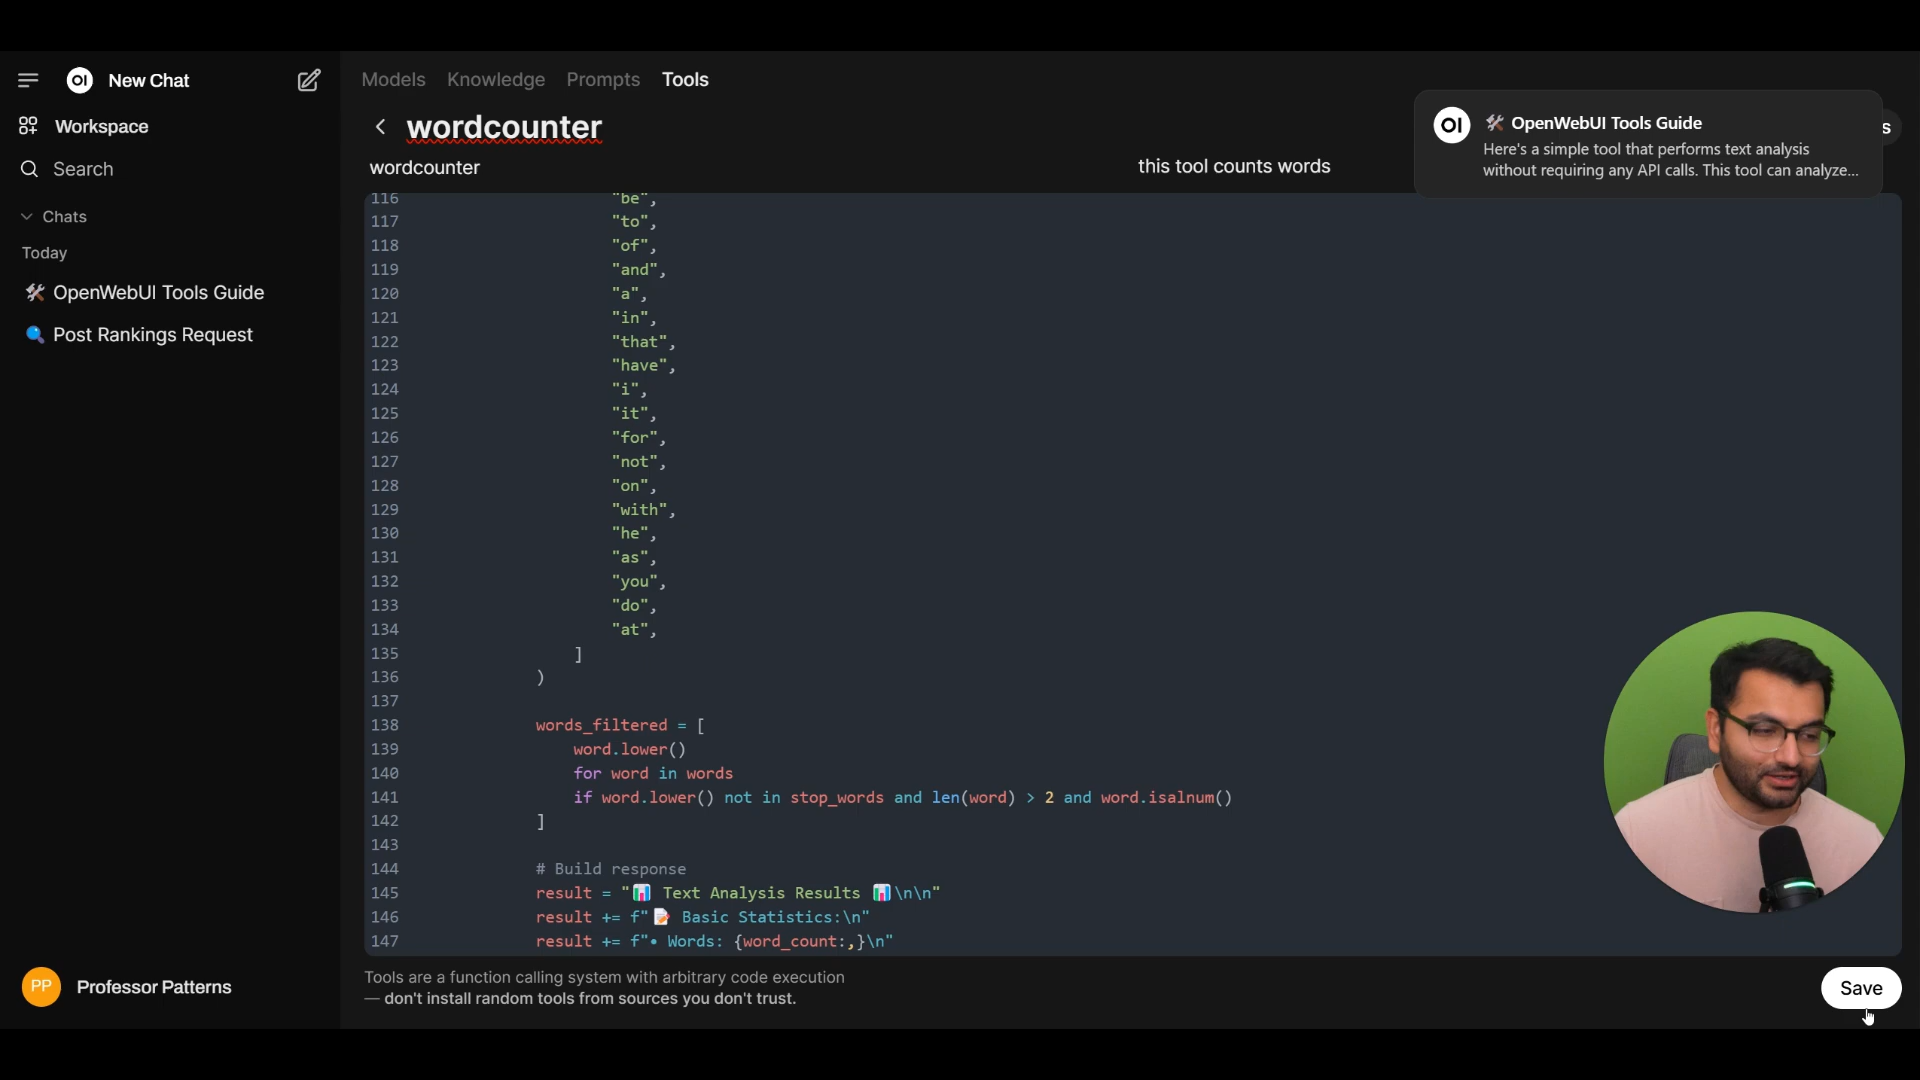 OI New Chat
Workspace
Search
Chats
Today
🛠️ OpenWebUI Tools Guide
🔍 Post Rankings Request
PP Professor Patterns
Models Knowledge Prompts Tools
wordcounter
wordcounter
this tool counts words
OI 🛠️ OpenWebUI Tools Guide
Here's a simple tool that performs text analysis
without requiring any API calls. This tool can analyze...
s
116 "be",
117 "to",
118 "of",
119 "and",
120 "a",
121 "in",
122 "that",
123 "have",
124 "i",
125 "it",
126 "for",
127 "not",
128 "on",
129 "with",
130 "he",
131 "as",
132 "you",
133 "do",
134 "at",
135 ]
136 )
137
138 words_filtered = [
139 word.lower()
140 for word in words
141 if word.lower() not in stop_words and len(word) > 2 and word.isalnum()
142 ]
143
144 # Build response
145 result = "📊 Text Analysis Results 📊\n\n"
146 result += f"📝 Basic Statistics:\n"
147 result += f"• Words: {word_count:,}\n"
Tools are a function calling system with arbitrary code execution
— don't install random tools from sources you don't trust.
Save